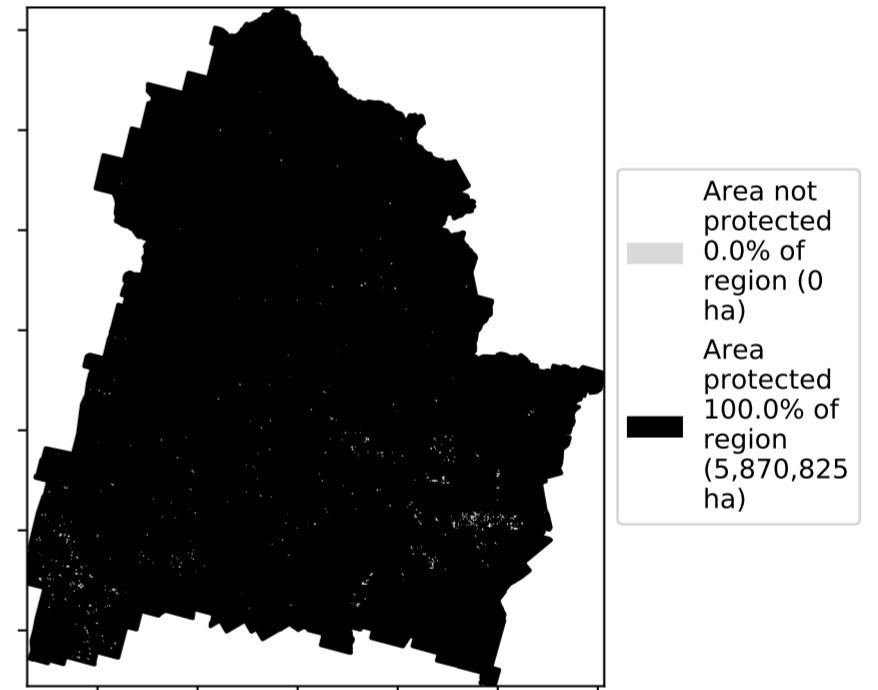 Area not
protected
0.0% of
region (0
ha)
Area
protected
100.0% of
region
(5,870,825
ha)